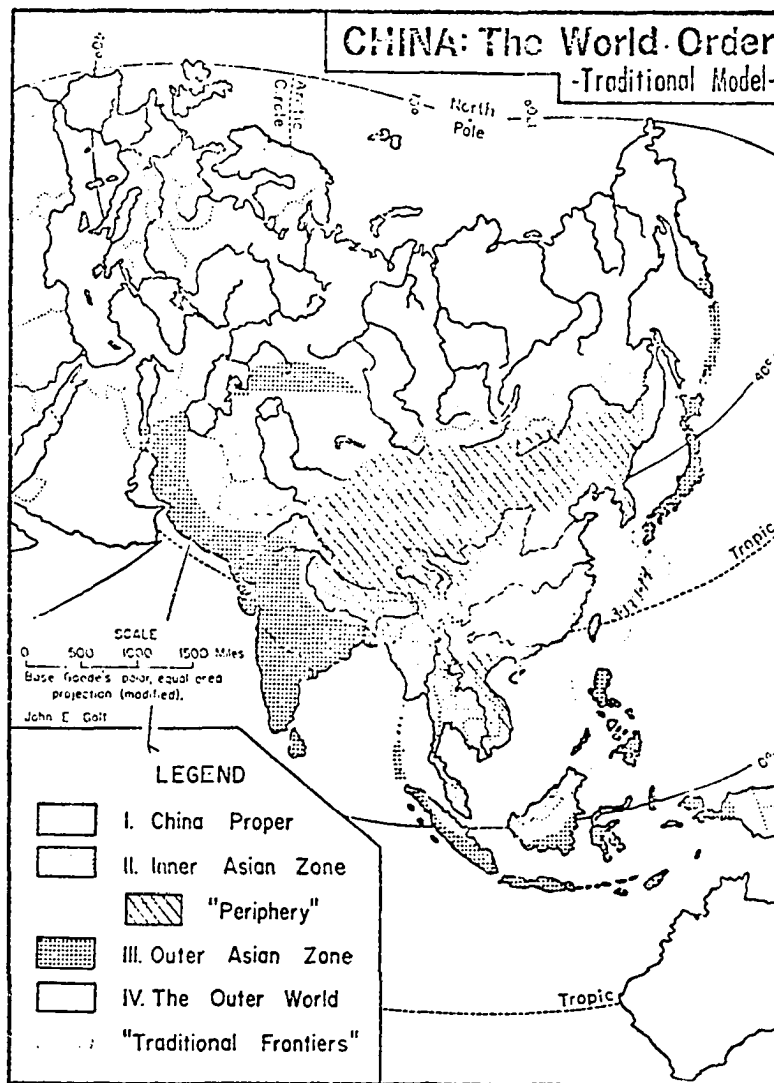 CHINA: The World Order
-Traditional Model-
Arctic
Circle
North
Pole
40°
Tropic
SCALE
0 500 1000 1500 Miles
Base Goode's polar, equal area
projection (modified).
John E
0°
LEGEND
I. China Proper
II. Inner Asian Zone
"Periphery"
III. Outer Asian Zone
IV. The Outer World
"Traditional Frontiers"
Tropic